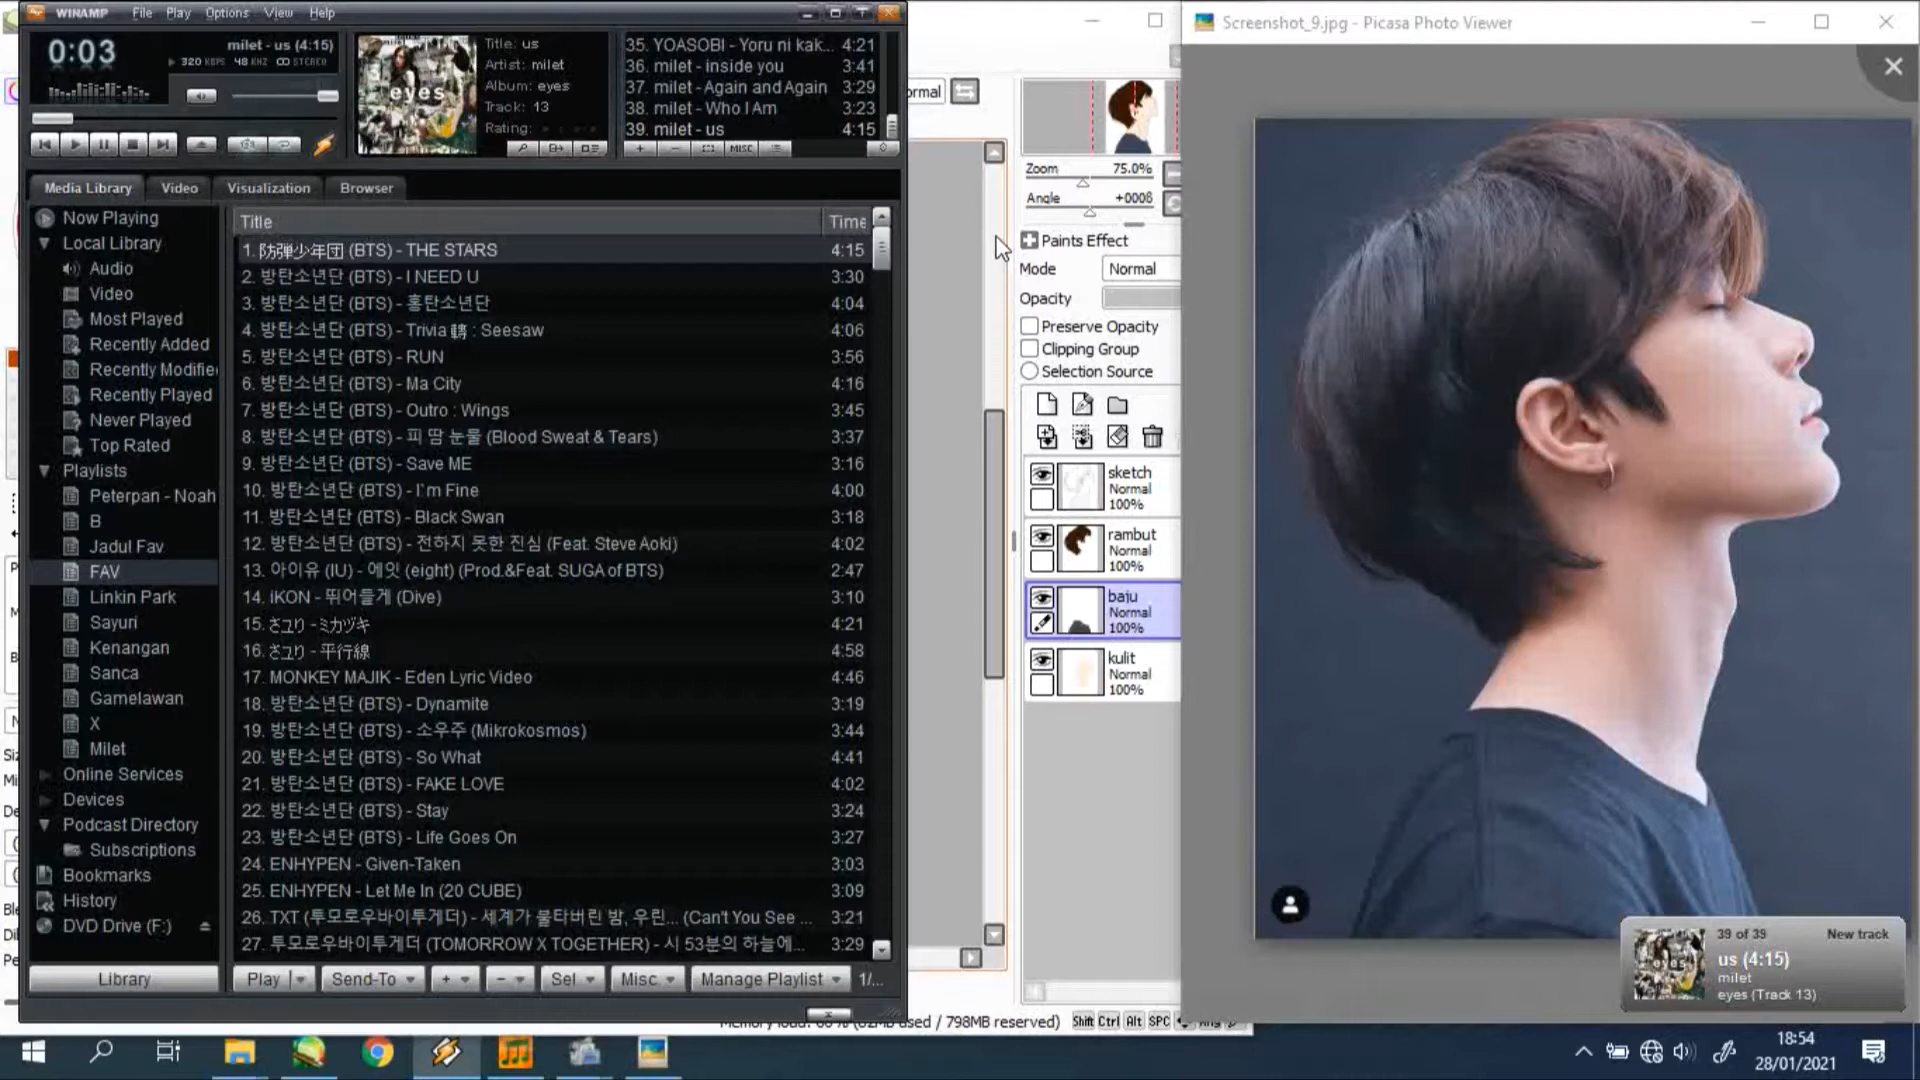 WINAMP File Play Options View Help
0:03
milet - us (4:15)
320 KBPS 48 KHZ STEREO
eyes
Title: us
Artist: milet
Album: eyes
Track: 13
Rating:
35. YOASOBI - Yoru ni kak... 4:21
36. milet - inside you 3:41
37. milet - Again and Again 3:29
38. milet - Who I Am 3:23
39. milet - us 4:15
MISC
Media Library Video Visualization Browser
Now Playing
Local Library
Audio
Video
Most Played
Recently Added
Recently Modifie
Recently Played
Never Played
Top Rated
Playlists
Peterpan - Noah
B
Jadul Fav
FAV
Linkin Park
Sayuri
Kenangan
Sanca
Gamelawan
X
Milet
Online Services
Devices
Podcast Directory
Subscriptions
Bookmarks
History
DVD Drive (F:)
Library
Title Time
1. 防弾少年団 (BTS) - THE STARS 4:15
2. 방탄소년단 (BTS) - I NEED U 3:30
3. 방탄소년단 (BTS) - 홍탄소년단 4:04
4. 방탄소년단 (BTS) - Trivia 轉 : Seesaw 4:06
5. 방탄소년단 (BTS) - RUN 3:56
6. 방탄소년단 (BTS) - Ma City 4:16
7. 방탄소년단 (BTS) - Outro : Wings 3:45
8. 방탄소년단 (BTS) - 피 땀 눈물 (Blood Sweat & Tears) 3:37
9. 방탄소년단 (BTS) - Save ME 3:16
10. 방탄소년단 (BTS) - I`m Fine 4:00
11. 방탄소년단 (BTS) - Black Swan 3:18
12. 방탄소년단 (BTS) - 전하지 못한 진심 (Feat. Steve Aoki) 4:02
13. 아이유 (IU) - 에잇 (eight) (Prod.&Feat. SUGA of BTS) 2:47
14. iKON - 뛰어들게 (Dive) 3:10
15. さユり - ミカヅキ 4:21
16. さユり - 平行線 4:58
17. MONKEY MAJIK - Eden Lyric Video 4:46
18. 방탄소년단 (BTS) - Dynamite 3:19
19. 방탄소년단 (BTS) - 소우주 (Mikrokosmos) 3:44
20. 방탄소년단 (BTS) - So What 4:41
21. 방탄소년단 (BTS) - FAKE LOVE 4:02
22. 방탄소년단 (BTS) - Stay 3:24
23. 방탄소년단 (BTS) - Life Goes On 3:27
24. ENHYPEN - Given-Taken 3:03
25. ENHYPEN - Let Me In (20 CUBE) 3:09
26. TXT (투모로우바이투게더) - 세계가 불타버린 밤, 우린... (Can't You See ... 3:21
27. 투모로우바이투게더 (TOMORROW X TOGETHER) - 시 53분의 하늘에... 3:29
Play Send-To + - Sel Misc Manage Playlist 1/...
Zoom 75.0%
Angle +0008
Paints Effect
Mode Normal
Opacity
Preserve Opacity
Clipping Group
Selection Source
sketch
Normal
100%
rambut
Normal
100%
baju
Normal
100%
kulit
Normal
100%
used / 798MB reserved) Shift Ctrl Alt SPC
Screenshot_9.jpg - Picasa Photo Viewer
39 of 39 New track
us (4:15)
milet
eyes (Track 13)
18:54
28/01/2021